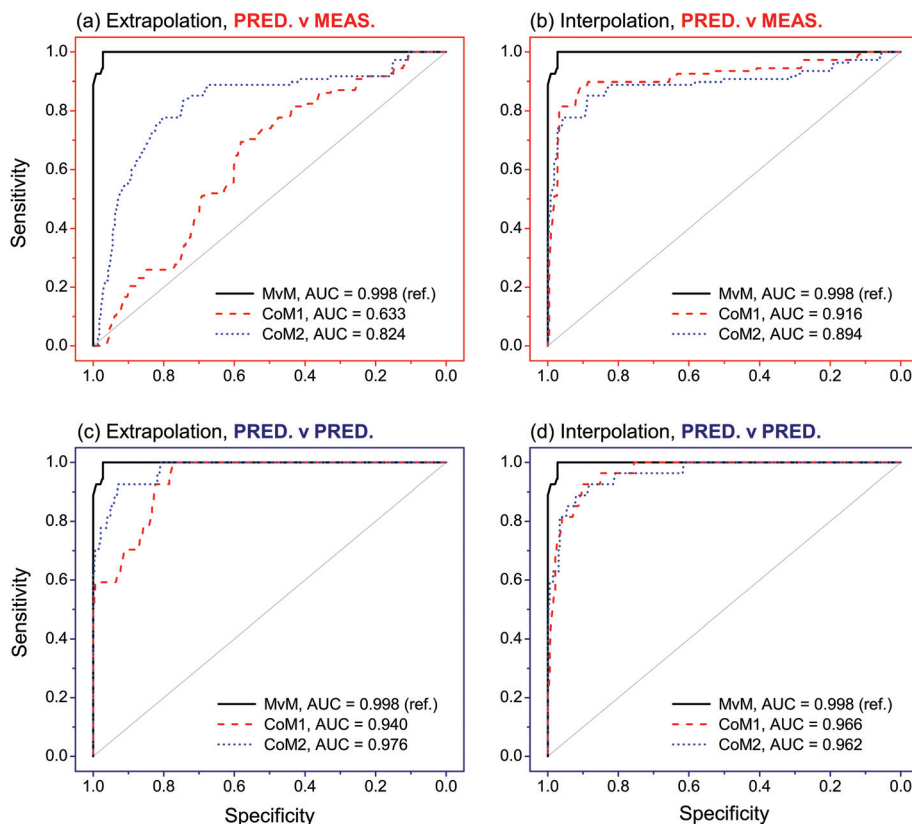 (a) Extrapolation, PRED. v MEAS.
1.0
0.8
0.6
0.4
0.2
0.0
Sensitivity
MvM, AUC = 0.998 (ref.)
CoM1, AUC = 0.633
CoM2, AUC = 0.824
1.0 0.8 0.6 0.4 0.2 0.0
(b) Interpolation, PRED. v MEAS.
1.0
0.8
0.6
0.4
0.2
0.0
MvM, AUC = 0.998 (ref.)
CoM1, AUC = 0.916
CoM2, AUC = 0.894
1.0 0.8 0.6 0.4 0.2 0.0
(c) Extrapolation, PRED. v PRED.
1.0
0.8
0.6
0.4
0.2
0.0
Sensitivity
MvM, AUC = 0.998 (ref.)
CoM1, AUC = 0.940
CoM2, AUC = 0.976
1.0 0.8 0.6 0.4 0.2 0.0
Specificity
(d) Interpolation, PRED. v PRED.
1.0
0.8
0.6
0.4
0.2
0.0
MvM, AUC = 0.998 (ref.)
CoM1, AUC = 0.966
CoM2, AUC = 0.962
1.0 0.8 0.6 0.4 0.2 0.0
Specificity